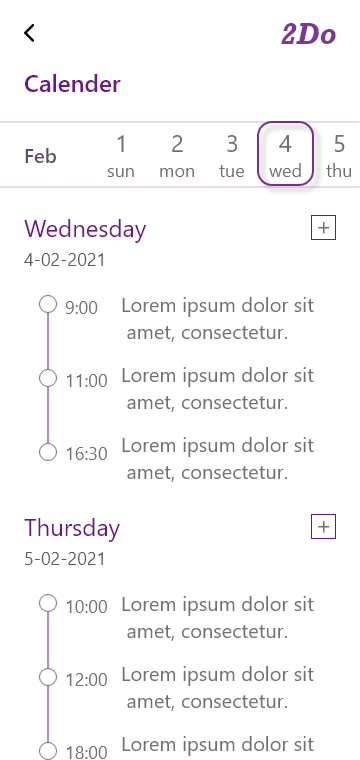 2Do
Calender
Feb
1 2 3 4 5
sun mon tue wed thu
Wednesday
4-02-2021
9:00 Lorem ipsum dolor sit
amet, consectetur.
11:00 Lorem ipsum dolor sit
amet, consectetur.
16:30 Lorem ipsum dolor sit
amet, consectetur.
Thursday
5-02-2021
10:00 Lorem ipsum dolor sit
amet, consectetur.
12:00 Lorem ipsum dolor sit
amet, consectetur.
18:00 Lorem ipsum dolor sit